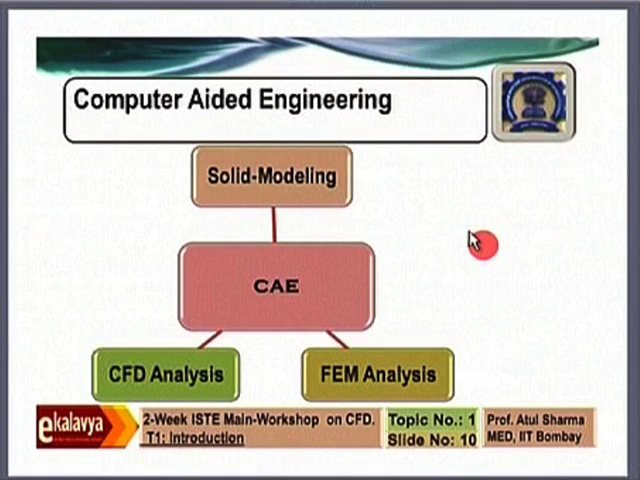 Computer Aided Engineering
Solid-Modeling
CAE
CFD Analysis
FEM Analysis
ekalavya
2-Week ISTE Main-Workshop on CFD.
T1: Introduction
Topic No.: 1
Slide No: 10
Prof. Atul Sharma
MED, IIT Bombay